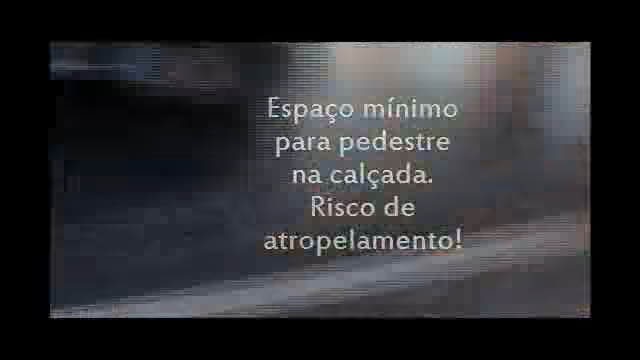 Espaço mínimo
para pedestre
na calçada.
Risco de
atropelamento!